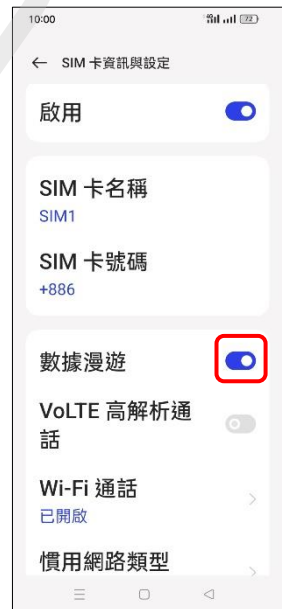 10:00
72
← SIM 卡資訊與設定
啟用
SIM 卡名稱
SIM1
SIM 卡號碼
+886
數據漫遊
VoLTE 高解析通
話
Wi-Fi 通話
已開啟
慣用網路類型